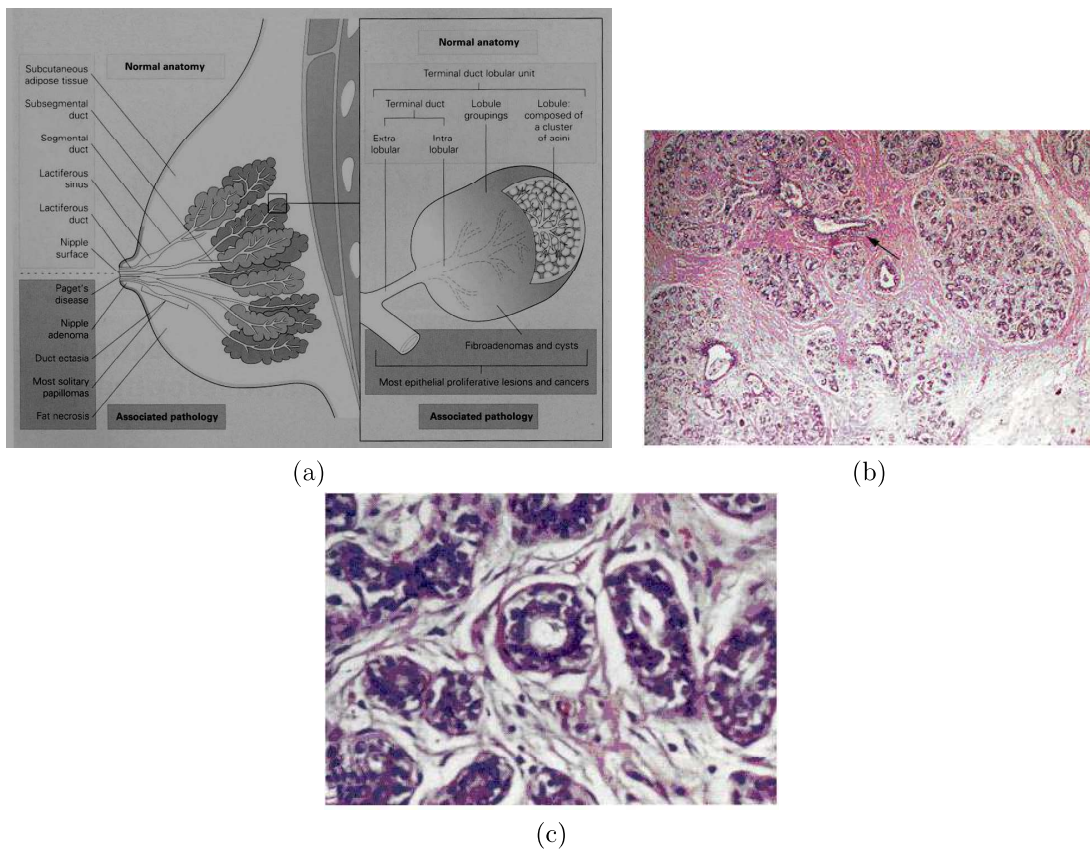 Normal anatomy
Subcutaneous
adipose tissue
Subsegmental
duct
Segmental
duct
Lactiferous
sinus
Lactiferous
duct
Nipple
surface
Paget's
disease
Nipple
adenoma
Duct ectasia
Most solitary
papillomas
Fat necrosis
Associated pathology
Normal anatomy
Terminal duct lobular unit
Terminal duct
Extra
lobular
Intra
lobular
Lobule
groupings
Lobule:
composed of
a cluster
of acini
Fibroadenomas and cysts
Most epithelial proliferative lesions and cancers
Associated pathology
(a)
(b)
(c)